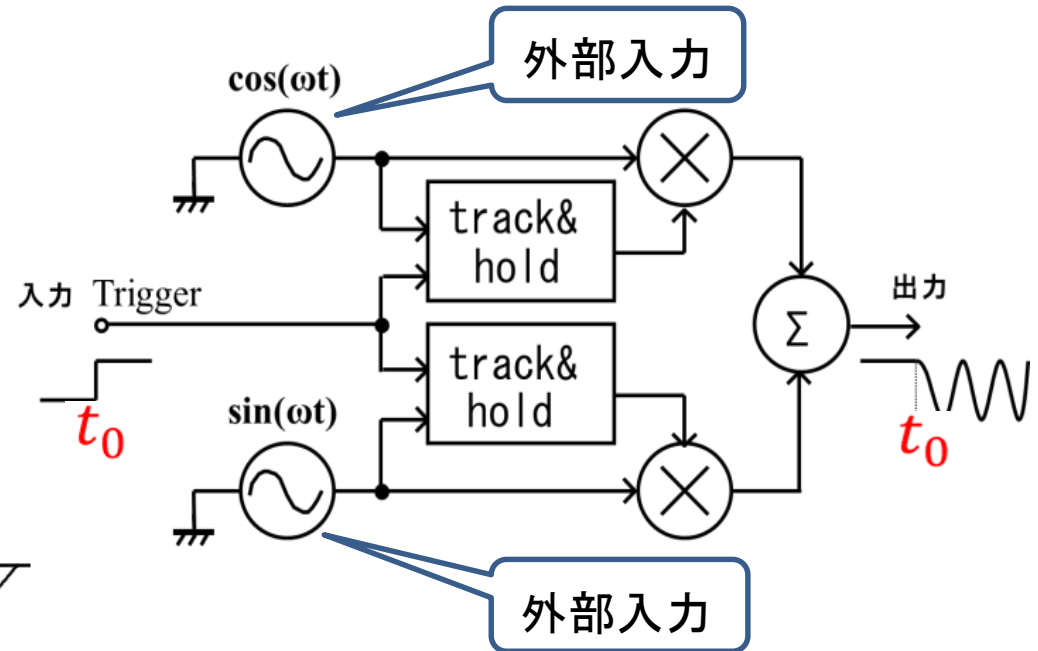 外部入力
cos(ωt)
track&
hold
入力 Trigger
t₀
track&
hold
sin(ωt)
Σ
出力
t₀
外部入力